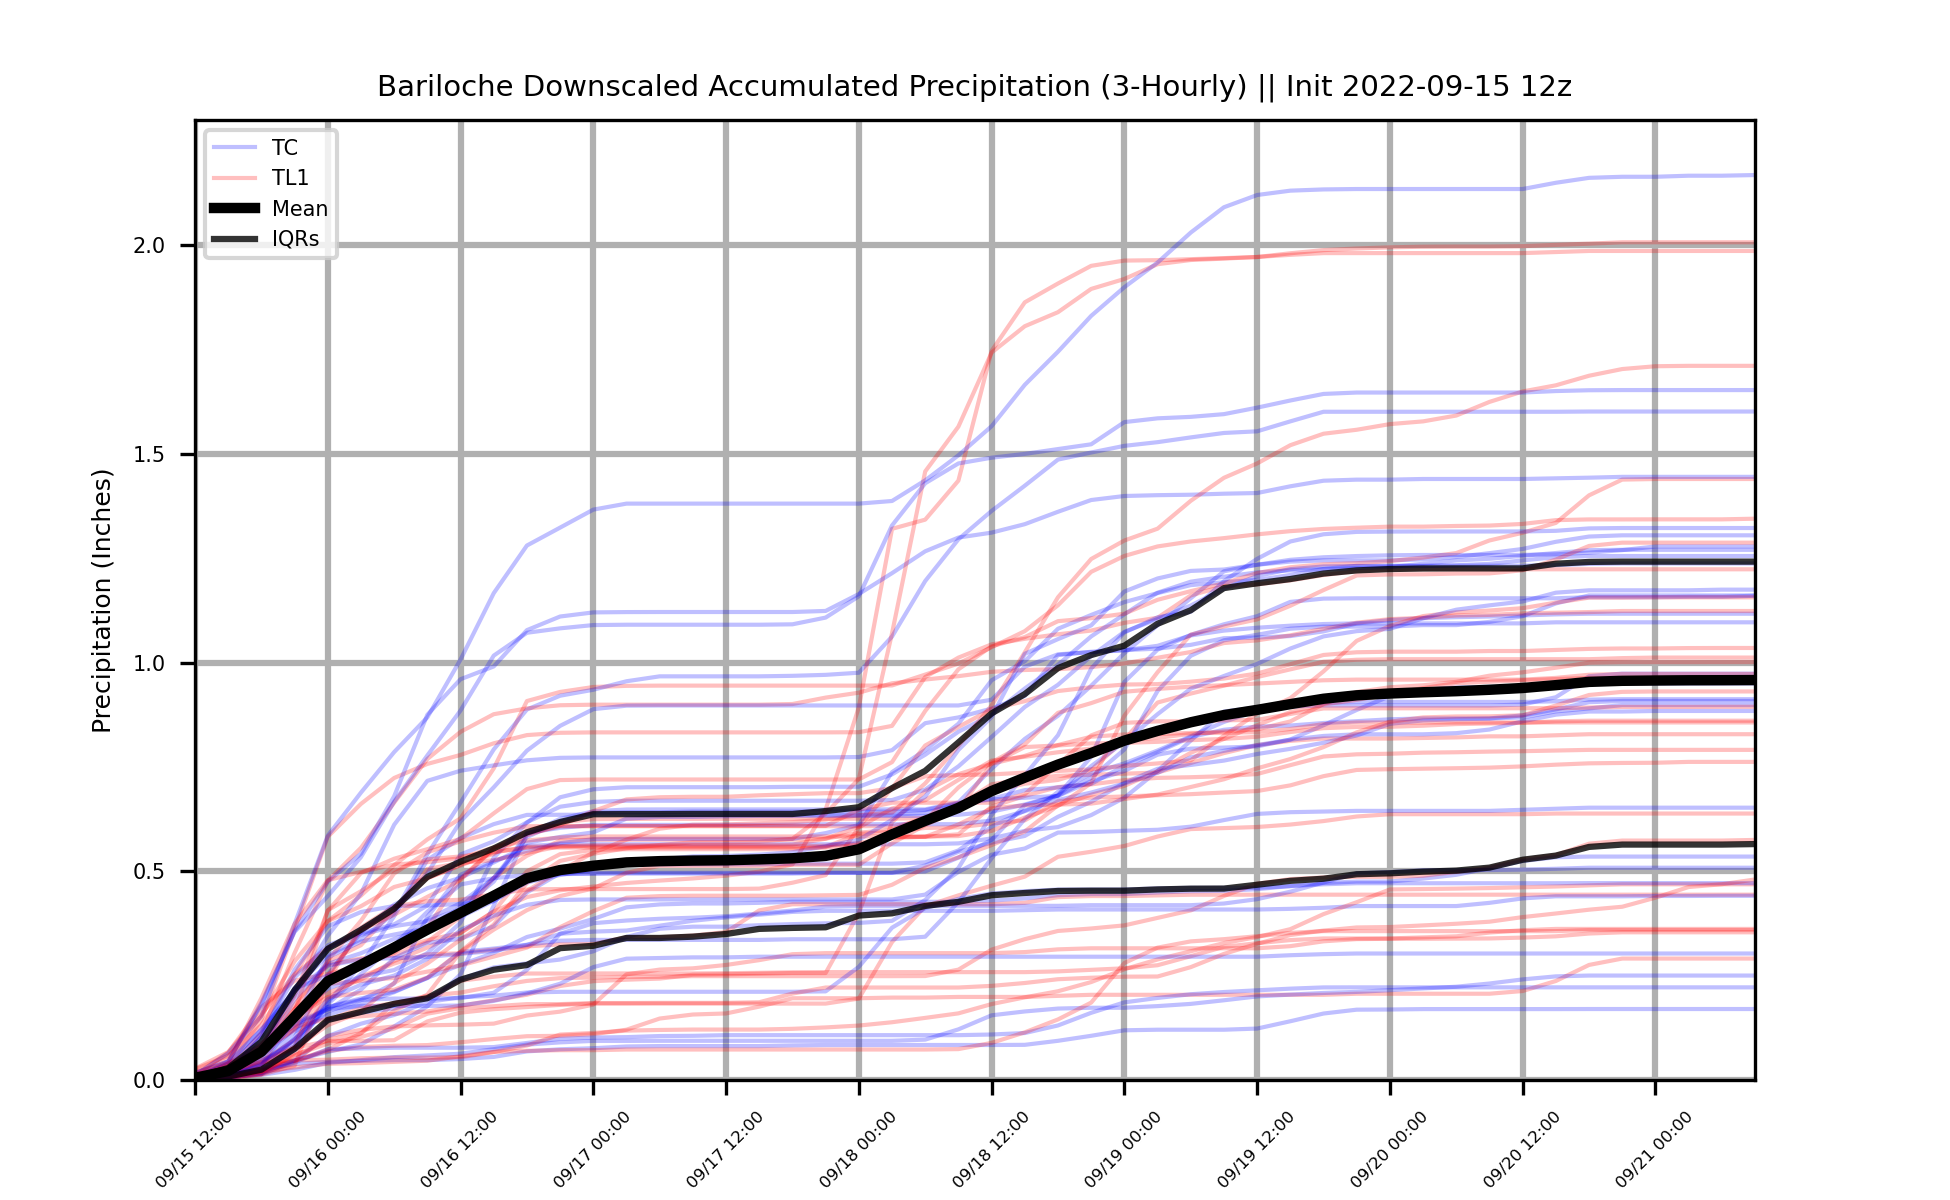 Bariloche Downscaled Accumulated Precipitation (3-Hourly) || Init 2022-09-15 12z
TC
TL1
Mean
IQRs
Precipitation (Inches)
2.0
1.5
1.0
0.5
0.0
09/15 12:00
09/16 00:00
09/16 12:00
09/17 00:00
09/17 12:00
09/18 00:00
09/18 12:00
09/19 00:00
09/19 12:00
09/20 00:00
09/20 12:00
09/21 00:00